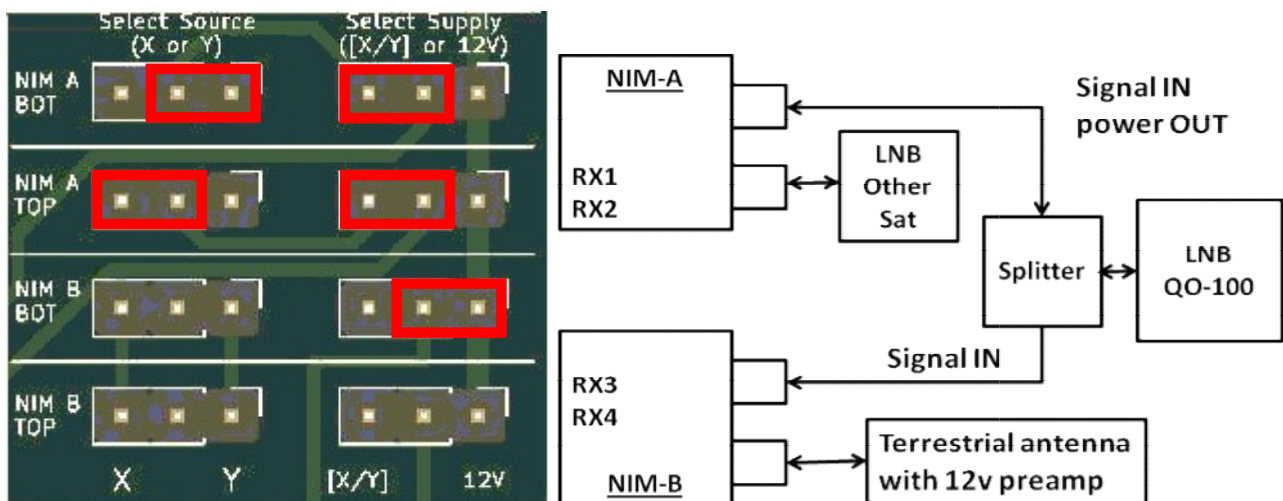 Select Source
(X or Y)
Select Supply
([X/Y] or 12V)
NIM A
BOT
NIM A
TOP
NIM B
BOT
NIM B
TOP
X
Y
[X/Y]
12V
NIM-A
RX1
RX2
LNB
Other
Sat
Signal IN
power OUT
Splitter
LNB
QO-100
Signal IN
RX3
RX4
NIM-B
Terrestrial antenna
with 12v preamp